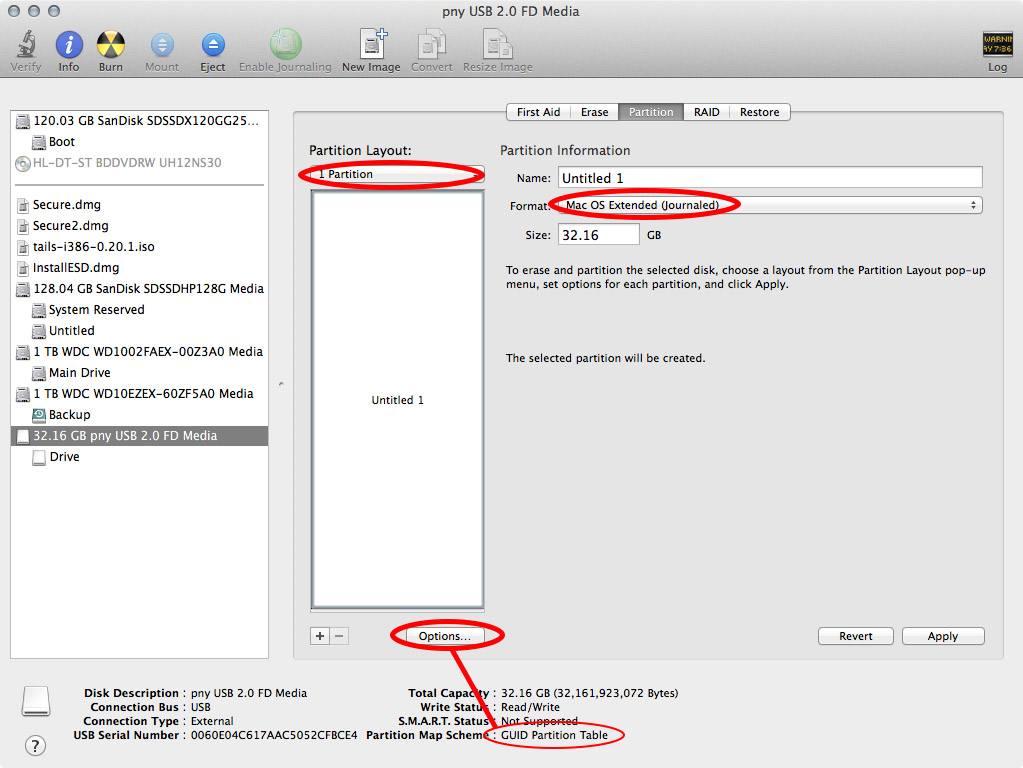 pny USB 2.0 FD Media
Verify Info Burn Mount Eject Enable Journaling New Image Convert Resize Image Log
WARNIN
AY 7:36
120.03 GB SanDisk SDSSDX120GG25...
Boot
HL-DT-ST BDDVDRW UH12NS30
Secure.dmg
Secure2.dmg
tails-i386-0.20.1.iso
InstallESD.dmg
128.04 GB SanDisk SDSSDHP128G Media
System Reserved
Untitled
1 TB WDC WD1002FAEX-00Z3A0 Media
Main Drive
1 TB WDC WD10EZEX-60ZF5A0 Media
Backup
32.16 GB pny USB 2.0 FD Media
Drive
First Aid Erase Partition RAID Restore
Partition Layout:
1 Partition
Untitled 1
+ −
Options...
Partition Information
Name: Untitled 1
Format: Mac OS Extended (Journaled)
Size: 32.16 GB
To erase and partition the selected disk, choose a layout from the Partition Layout pop-up
menu, set options for each partition, and click Apply.
The selected partition will be created.
Revert Apply
Disk Description : pny USB 2.0 FD Media
Connection Bus : USB
Connection Type : External
USB Serial Number : 0060E04C617AAC5052CFBCE4
Total Capacity : 32.16 GB (32,161,923,072 Bytes)
Write Status : Read/Write
S.M.A.R.T. Status : Not Supported
Partition Map Scheme : GUID Partition Table
?